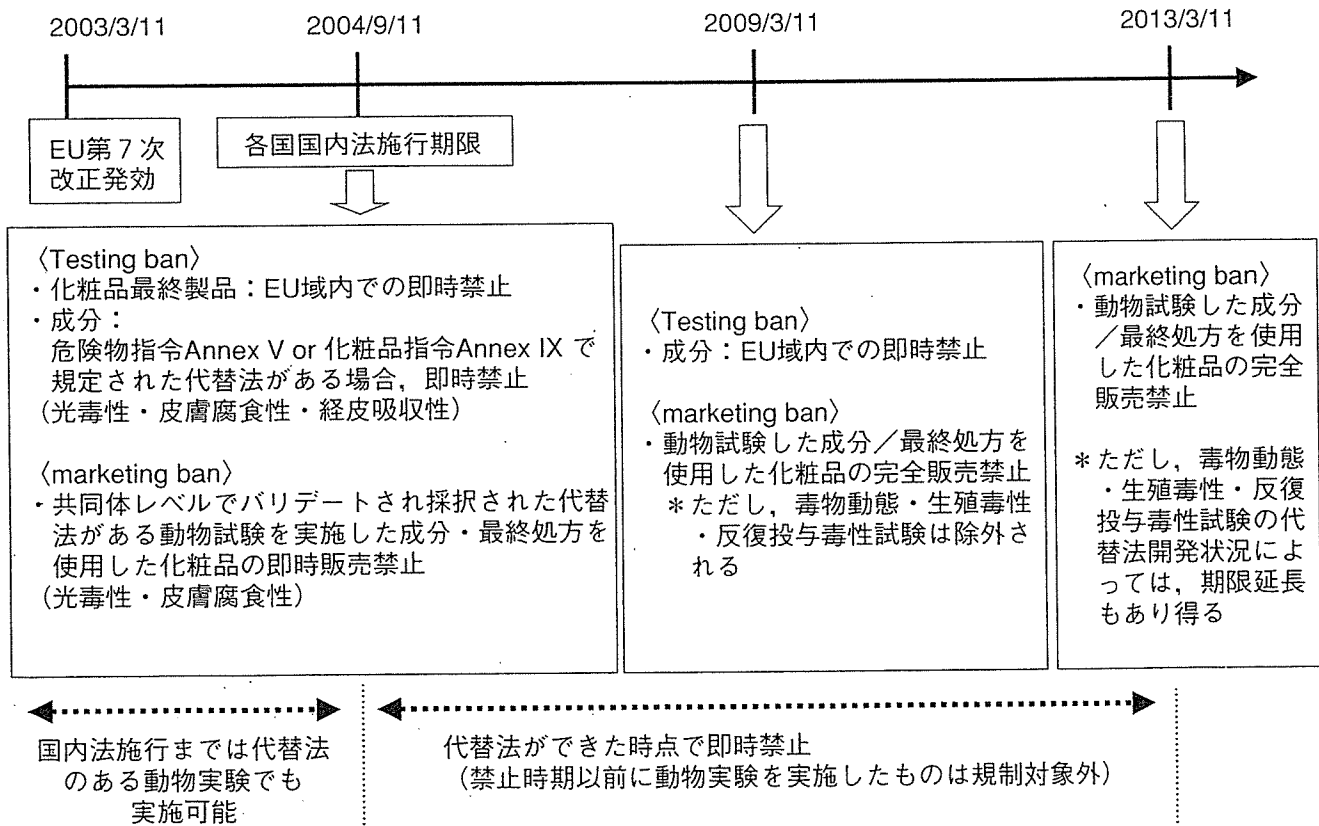 2003/3/11
2004/9/11
2009/3/11
2013/3/11
EU第7次
改正発効
各国国内法施行期限
〈Testing ban〉
・化粧品最終製品：EU域内での即時禁止
・成分：
危険物指令Annex V or 化粧品指令Annex IX で
規定された代替法がある場合，即時禁止
(光毒性・皮膚腐食性・経皮吸収性)
〈marketing ban〉
・共同体レベルでバリデートされ採択された代替
法がある動物試験を実施した成分・最終処方を
使用した化粧品の即時販売禁止
(光毒性・皮膚腐食性)
〈Testing ban〉
・成分：EU域内での即時禁止
〈marketing ban〉
・動物試験した成分／最終処方を
使用した化粧品の完全販売禁止
＊ただし，毒物動態・生殖毒性
・反復投与毒性試験は除外さ
れる
〈marketing ban〉
・動物試験した成分
／最終処方を使用
した化粧品の完全
販売禁止
＊ただし，毒物動態
・生殖毒性・反復
投与毒性試験の代
替法開発状況によ
っては，期限延長
もあり得る
国内法施行までは代替法
のある動物実験でも
実施可能
代替法ができた時点で即時禁止
（禁止時期以前に動物実験を実施したものは規制対象外）